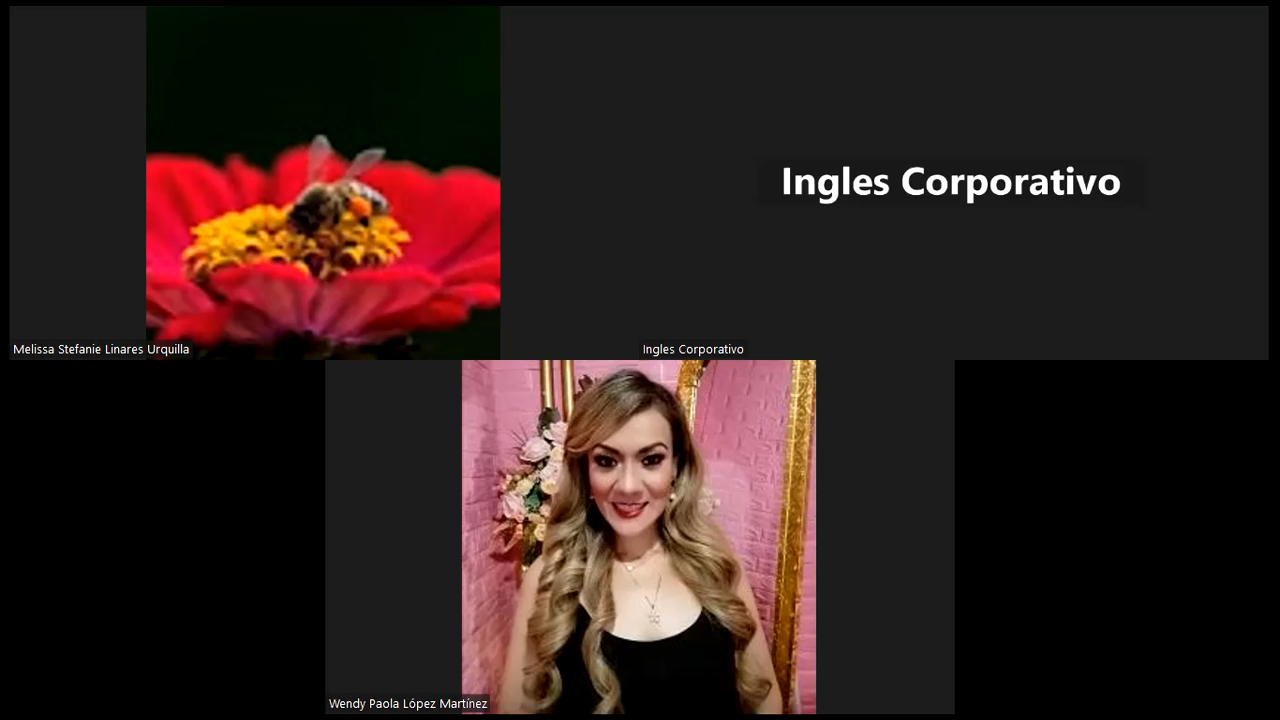 Ingles Corporativo
Melissa Stefanie Linares Urquilla
Ingles Corporativo
Wendy Paola López Martínez